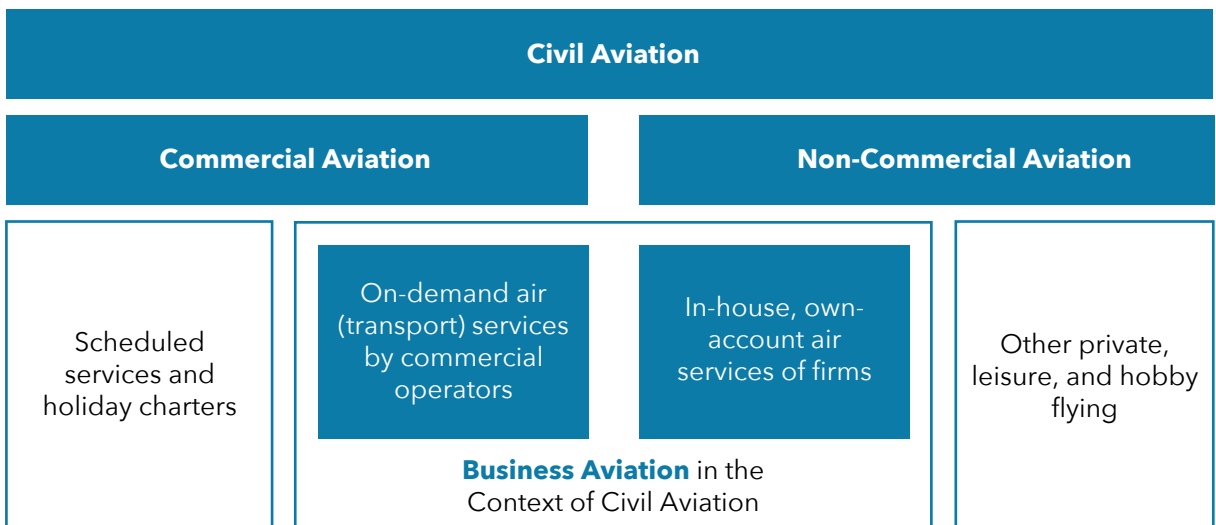 Civil Aviation
Commercial Aviation
Non-Commercial Aviation
Scheduled
services and
holiday charters
On-demand air
(transport) services
by commercial
operators
In-house, own-
account air
services of firms
Other private,
leisure, and hobby
flying
Business Aviation in the
Context of Civil Aviation